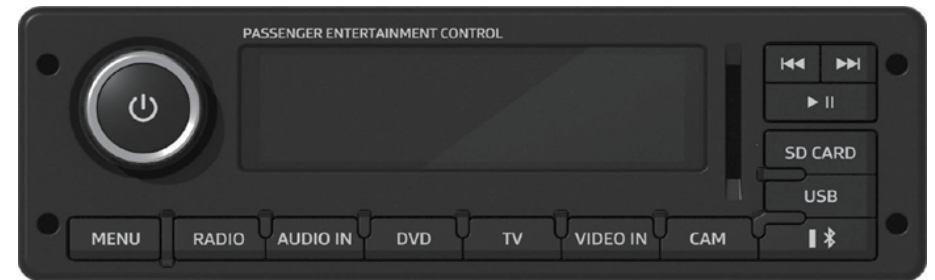 PASSENGER ENTERTAINMENT CONTROL
SD CARD
USB
MENU RADIO AUDIO IN DVD TV VIDEO IN CAM